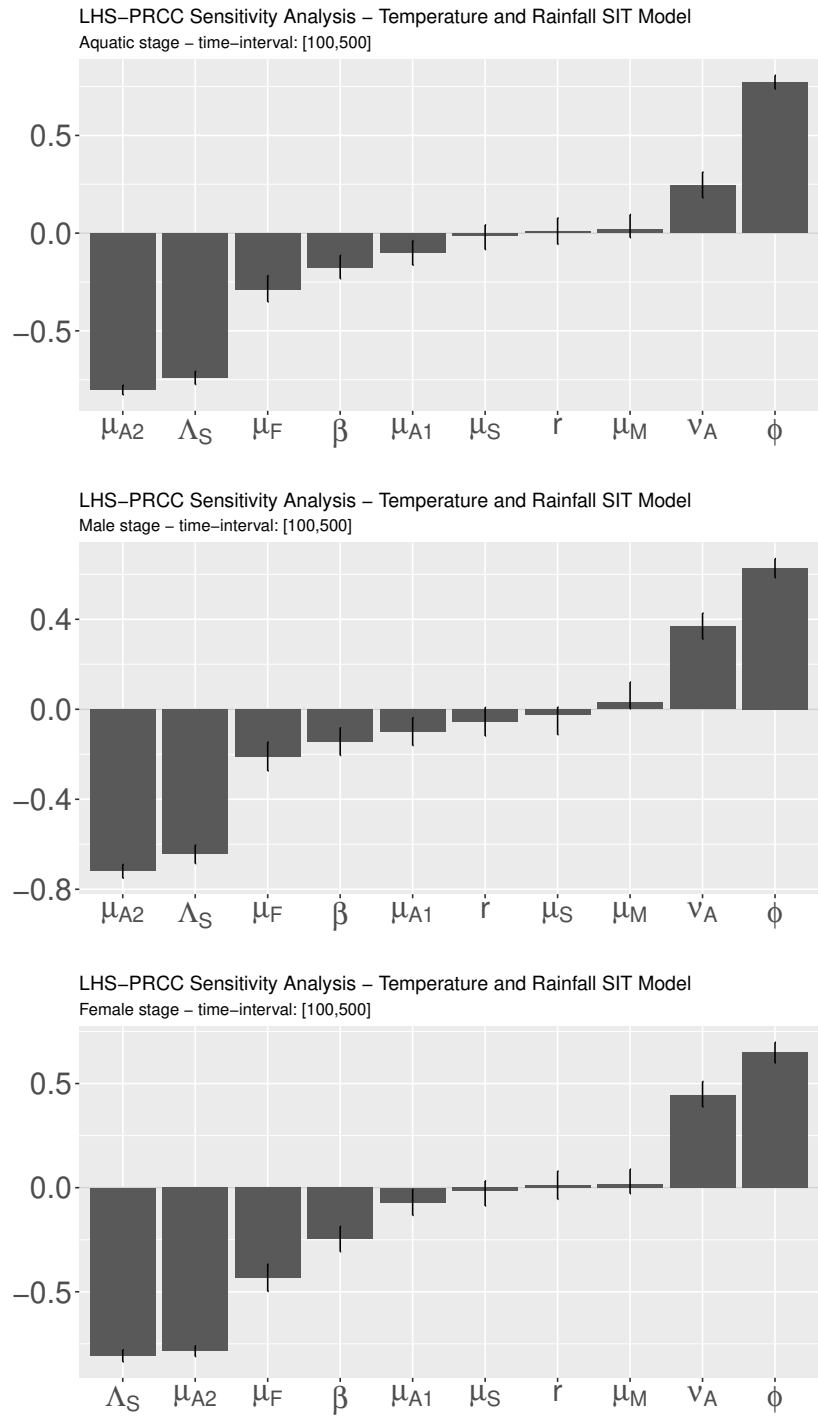 LHS−PRCC Sensitivity Analysis − Temperature and Rainfall SIT Model
Aquatic stage − time−interval: [100,500]
0.5
0.0
−0.5
μA2 ΛS μF β μA1 μS r μM νA ϕ
LHS−PRCC Sensitivity Analysis − Temperature and Rainfall SIT Model
Male stage − time−interval: [100,500]
0.4
0.0
−0.4
−0.8
μA2 ΛS μF β μA1 r μS μM νA ϕ
LHS−PRCC Sensitivity Analysis − Temperature and Rainfall SIT Model
Female stage − time−interval: [100,500]
0.5
0.0
−0.5
ΛS μA2 μF β μA1 μS r μM νA ϕ